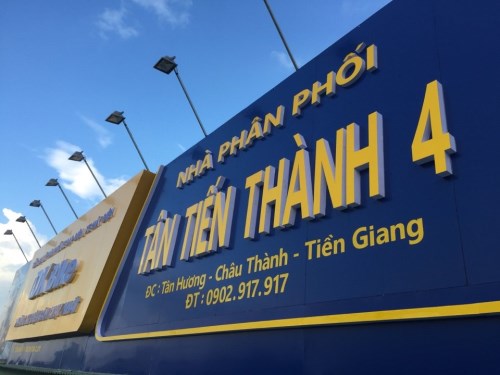 NHÀ PHÂN PHỐI
TÂN TIẾN THÀNH 4
ĐC : Tân Hương - Châu Thành - Tiền Giang
ĐT : 0902.917.917